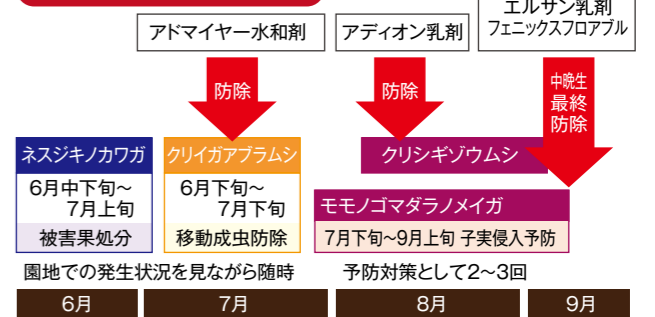 エルサン乳剤
フェニックスフロアブル
アドマイヤー水和剤
アディオン乳剤
防除
防除
中晩生
最終
防除
ネスジキノカワガ
クリイガアブラムシ
クリシギゾウムシ
6月中下旬〜
7月上旬
6月下旬〜
7月下旬
モモノゴマダラノメイガ
被害果処分
移動成虫防除
7月下旬〜9月上旬 子実侵入予防
園地での発生状況を見ながら随時
予防対策として2〜3回
6月
7月
8月
9月